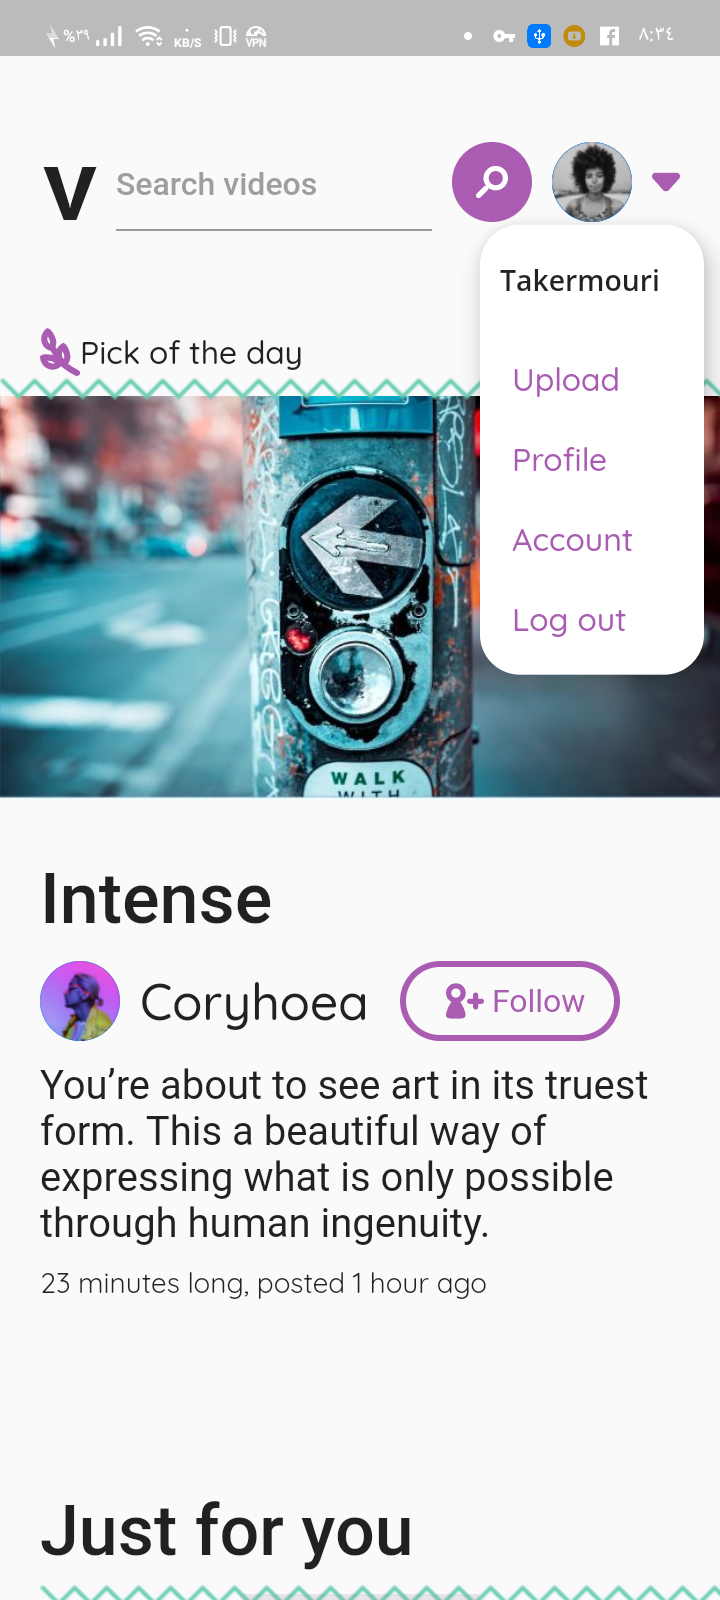 %٣٩ KB/S VPN ٨:٣٤
V Search videos
Takermouri
Pick of the day
Upload
Profile
Account
Log out
WALK
WITH
Intense
Coryhoea Follow
You’re about to see art in its truest
form. This a beautiful way of
expressing what is only possible
through human ingenuity.
23 minutes long, posted 1 hour ago
Just for you